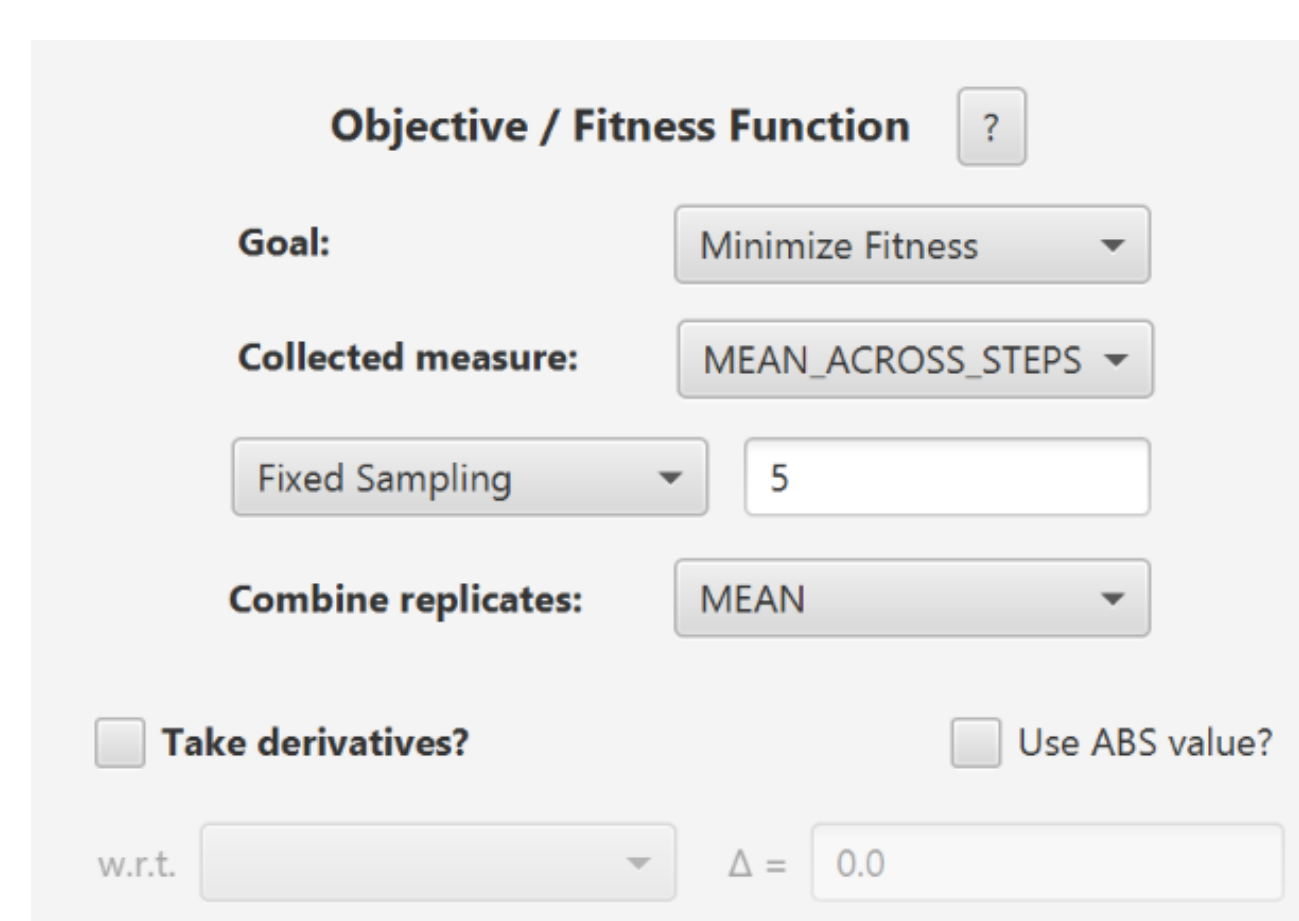 Objective / Fitness Function ?
Goal: Minimize Fitness
Collected measure: MEAN_ACROSS_STEPS
Fixed Sampling 5
Combine replicates: MEAN
Take derivatives? Use ABS value?
w.r.t. Δ = 0.0